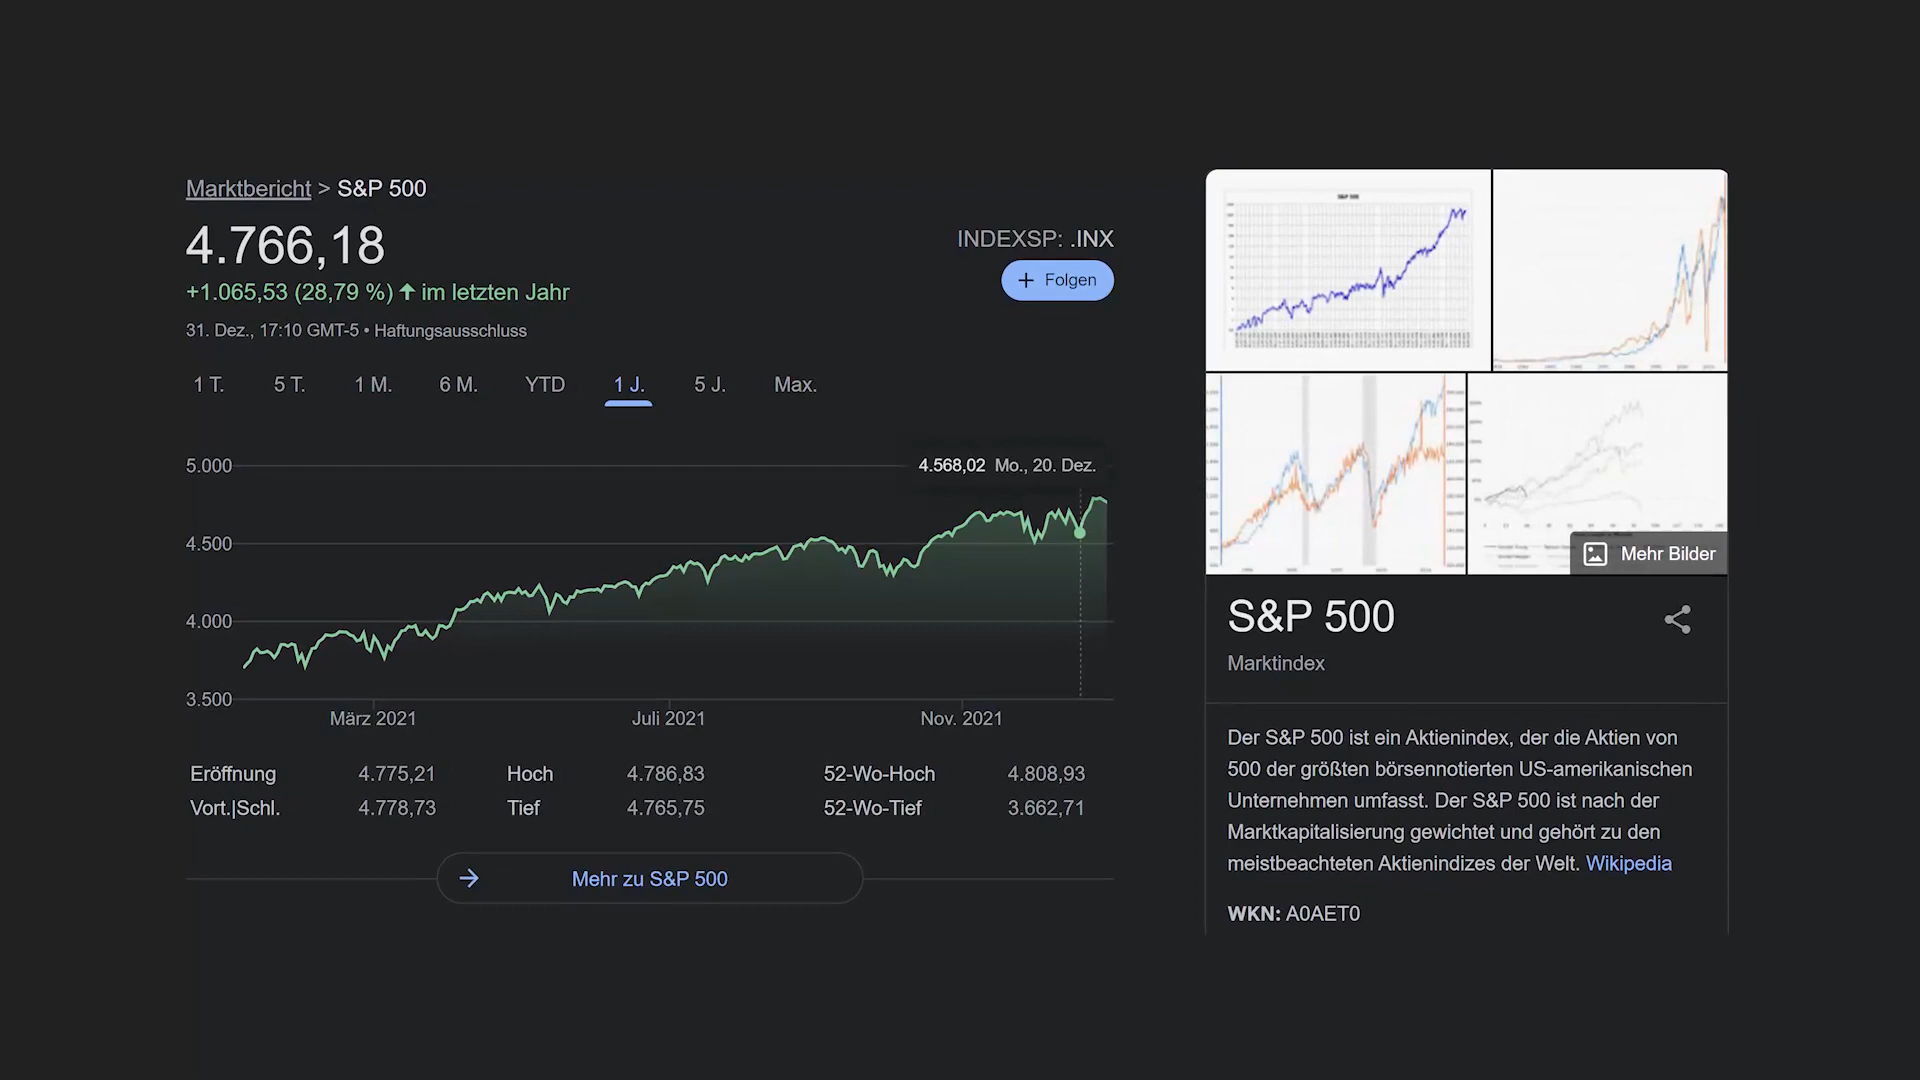 Marktbericht > S&P 500
4.766,18
+1.065,53 (28,79 %) ↑ im letzten Jahr
31. Dez., 17:10 GMT-5 • Haftungsausschluss
INDEXSP: .INX
+ Folgen
1 T. 5 T. 1 M. 6 M. YTD 1 J. 5 J. Max.
4.568,02 Mo., 20. Dez.
5.000
4.500
4.000
3.500
März 2021 Juli 2021 Nov. 2021
Eröffnung 4.775,21 Hoch 4.786,83 52-Wo-Hoch 4.808,93
Vort.|Schl. 4.778,73 Tief 4.765,75 52-Wo-Tief 3.662,71
→ Mehr zu S&P 500
S&P 500
Mehr Bilder
S&P 500
Marktindex
Der S&P 500 ist ein Aktienindex, der die Aktien von
500 der größten börsennotierten US-amerikanischen
Unternehmen umfasst. Der S&P 500 ist nach der
Marktkapitalisierung gewichtet und gehört zu den
meistbeachteten Aktienindizes der Welt. Wikipedia
WKN: A0AET0